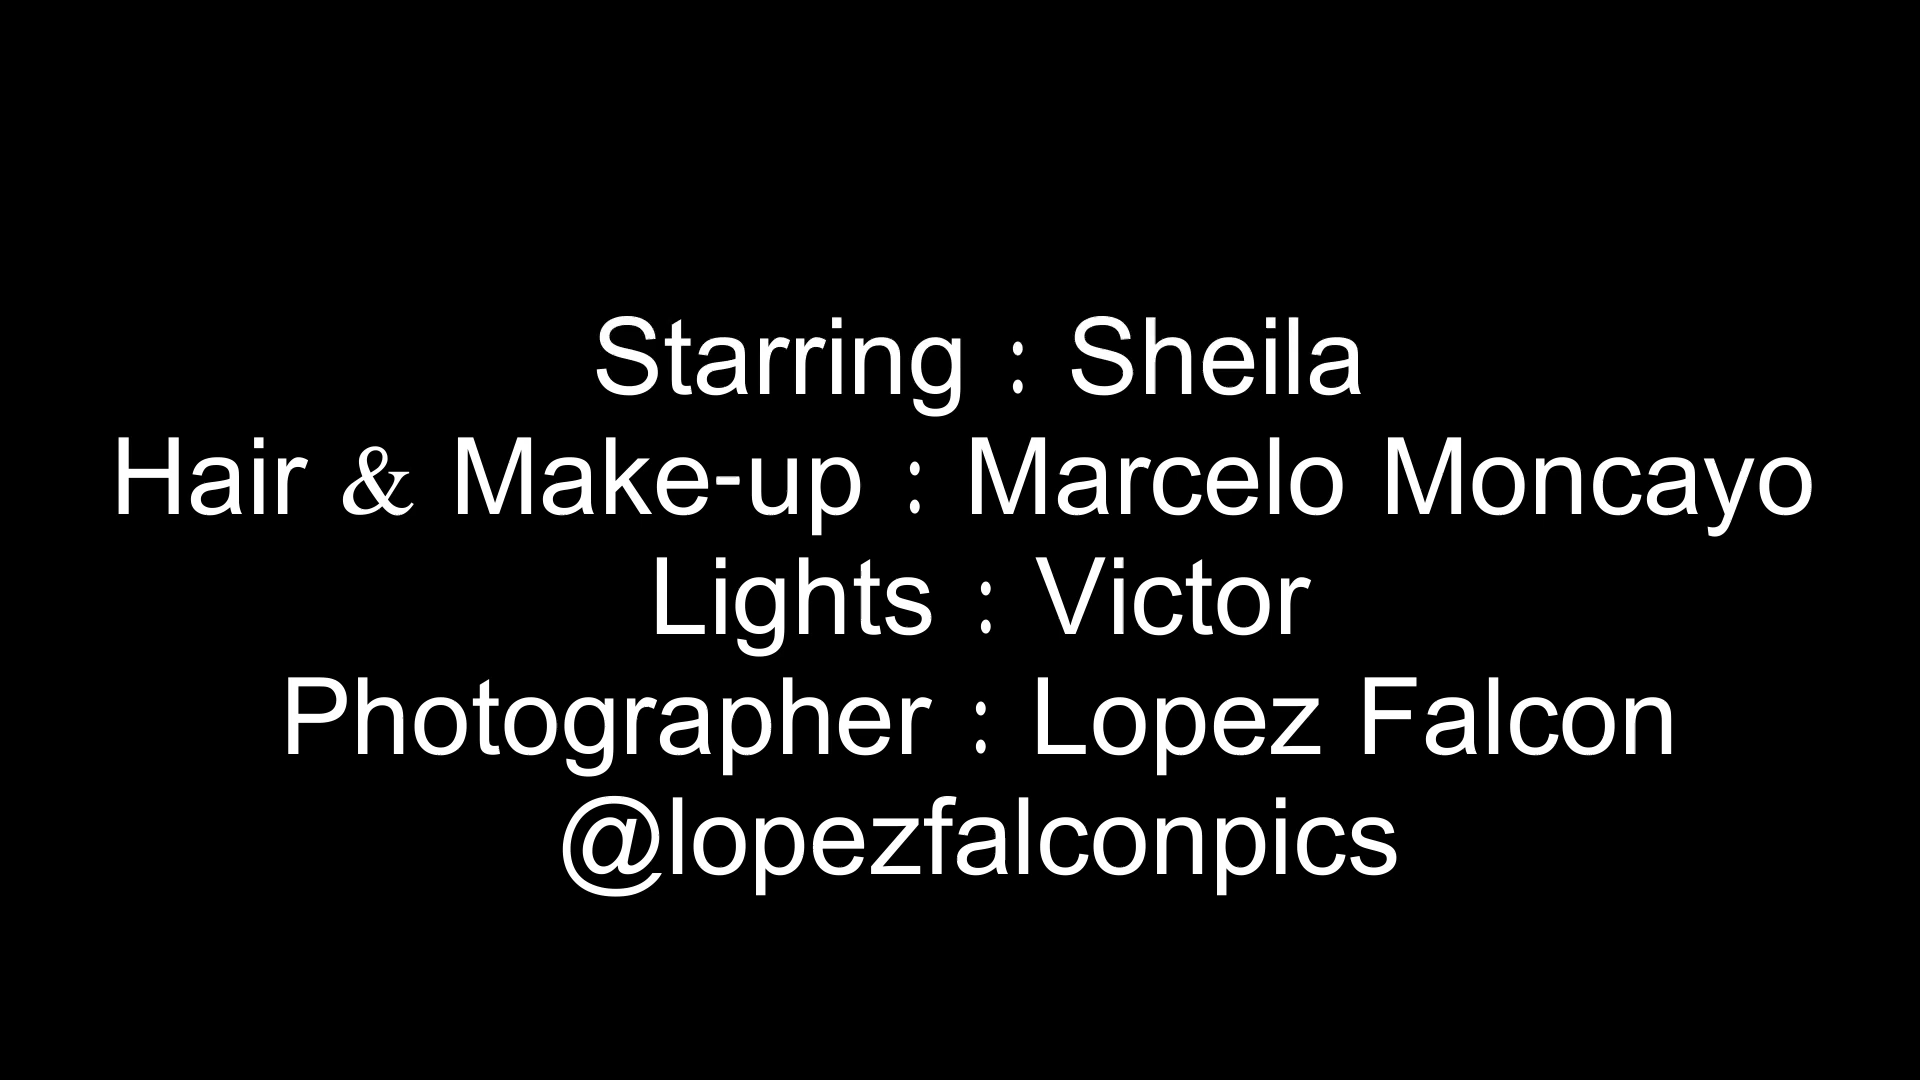 Starring : Sheila
Hair & Make-up : Marcelo Moncayo
Lights : Victor
Photographer : Lopez Falcon
@lopezfalconpics